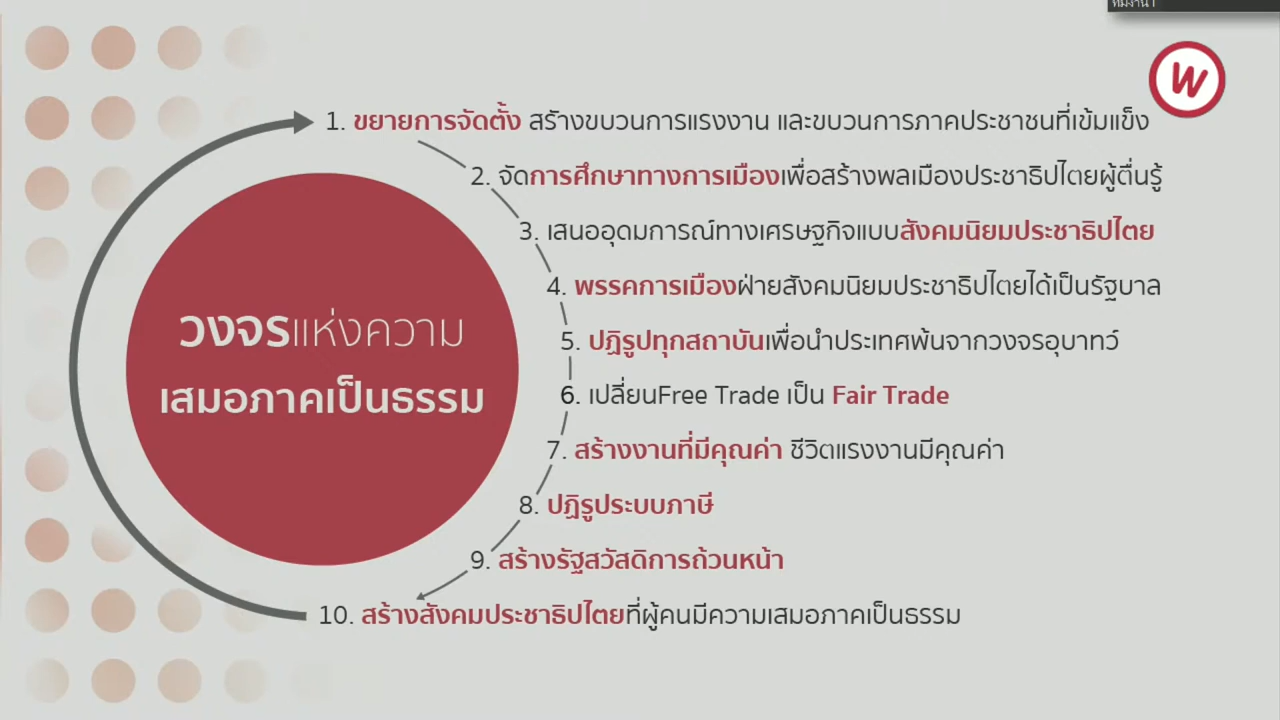 ทีมงาน 1
W
1. ขยายการจัดตั้ง สร้างขบวนการแรงงาน และขบวนการภาคประชาชนที่เข้มแข็ง
2. จัดการศึกษาทางการเมืองเพื่อสร้างพลเมืองประชาธิปไตยผู้ตื่นรู้
3. เสนออุดมการณ์ทางเศรษฐกิจแบบสังคมนิยมประชาธิปไตย
4. พรรคการเมืองฝ่ายสังคมนิยมประชาธิปไตยได้เป็นรัฐบาล
5. ปฏิรูปทุกสถาบันเพื่อนำประเทศพ้นจากวงจรอุบาทว์
6. เปลี่ยนFree Trade เป็น Fair Trade
7. สร้างงานที่มีคุณค่า ชีวิตแรงงานมีคุณค่า
8. ปฏิรูประบบภาษี
9. สร้างรัฐสวัสดิการถ้วนหน้า
10. สร้างสังคมประชาธิปไตยที่ผู้คนมีความเสมอภาคเป็นธรรม
วงจรแห่งความ
เสมอภาคเป็นธรรม